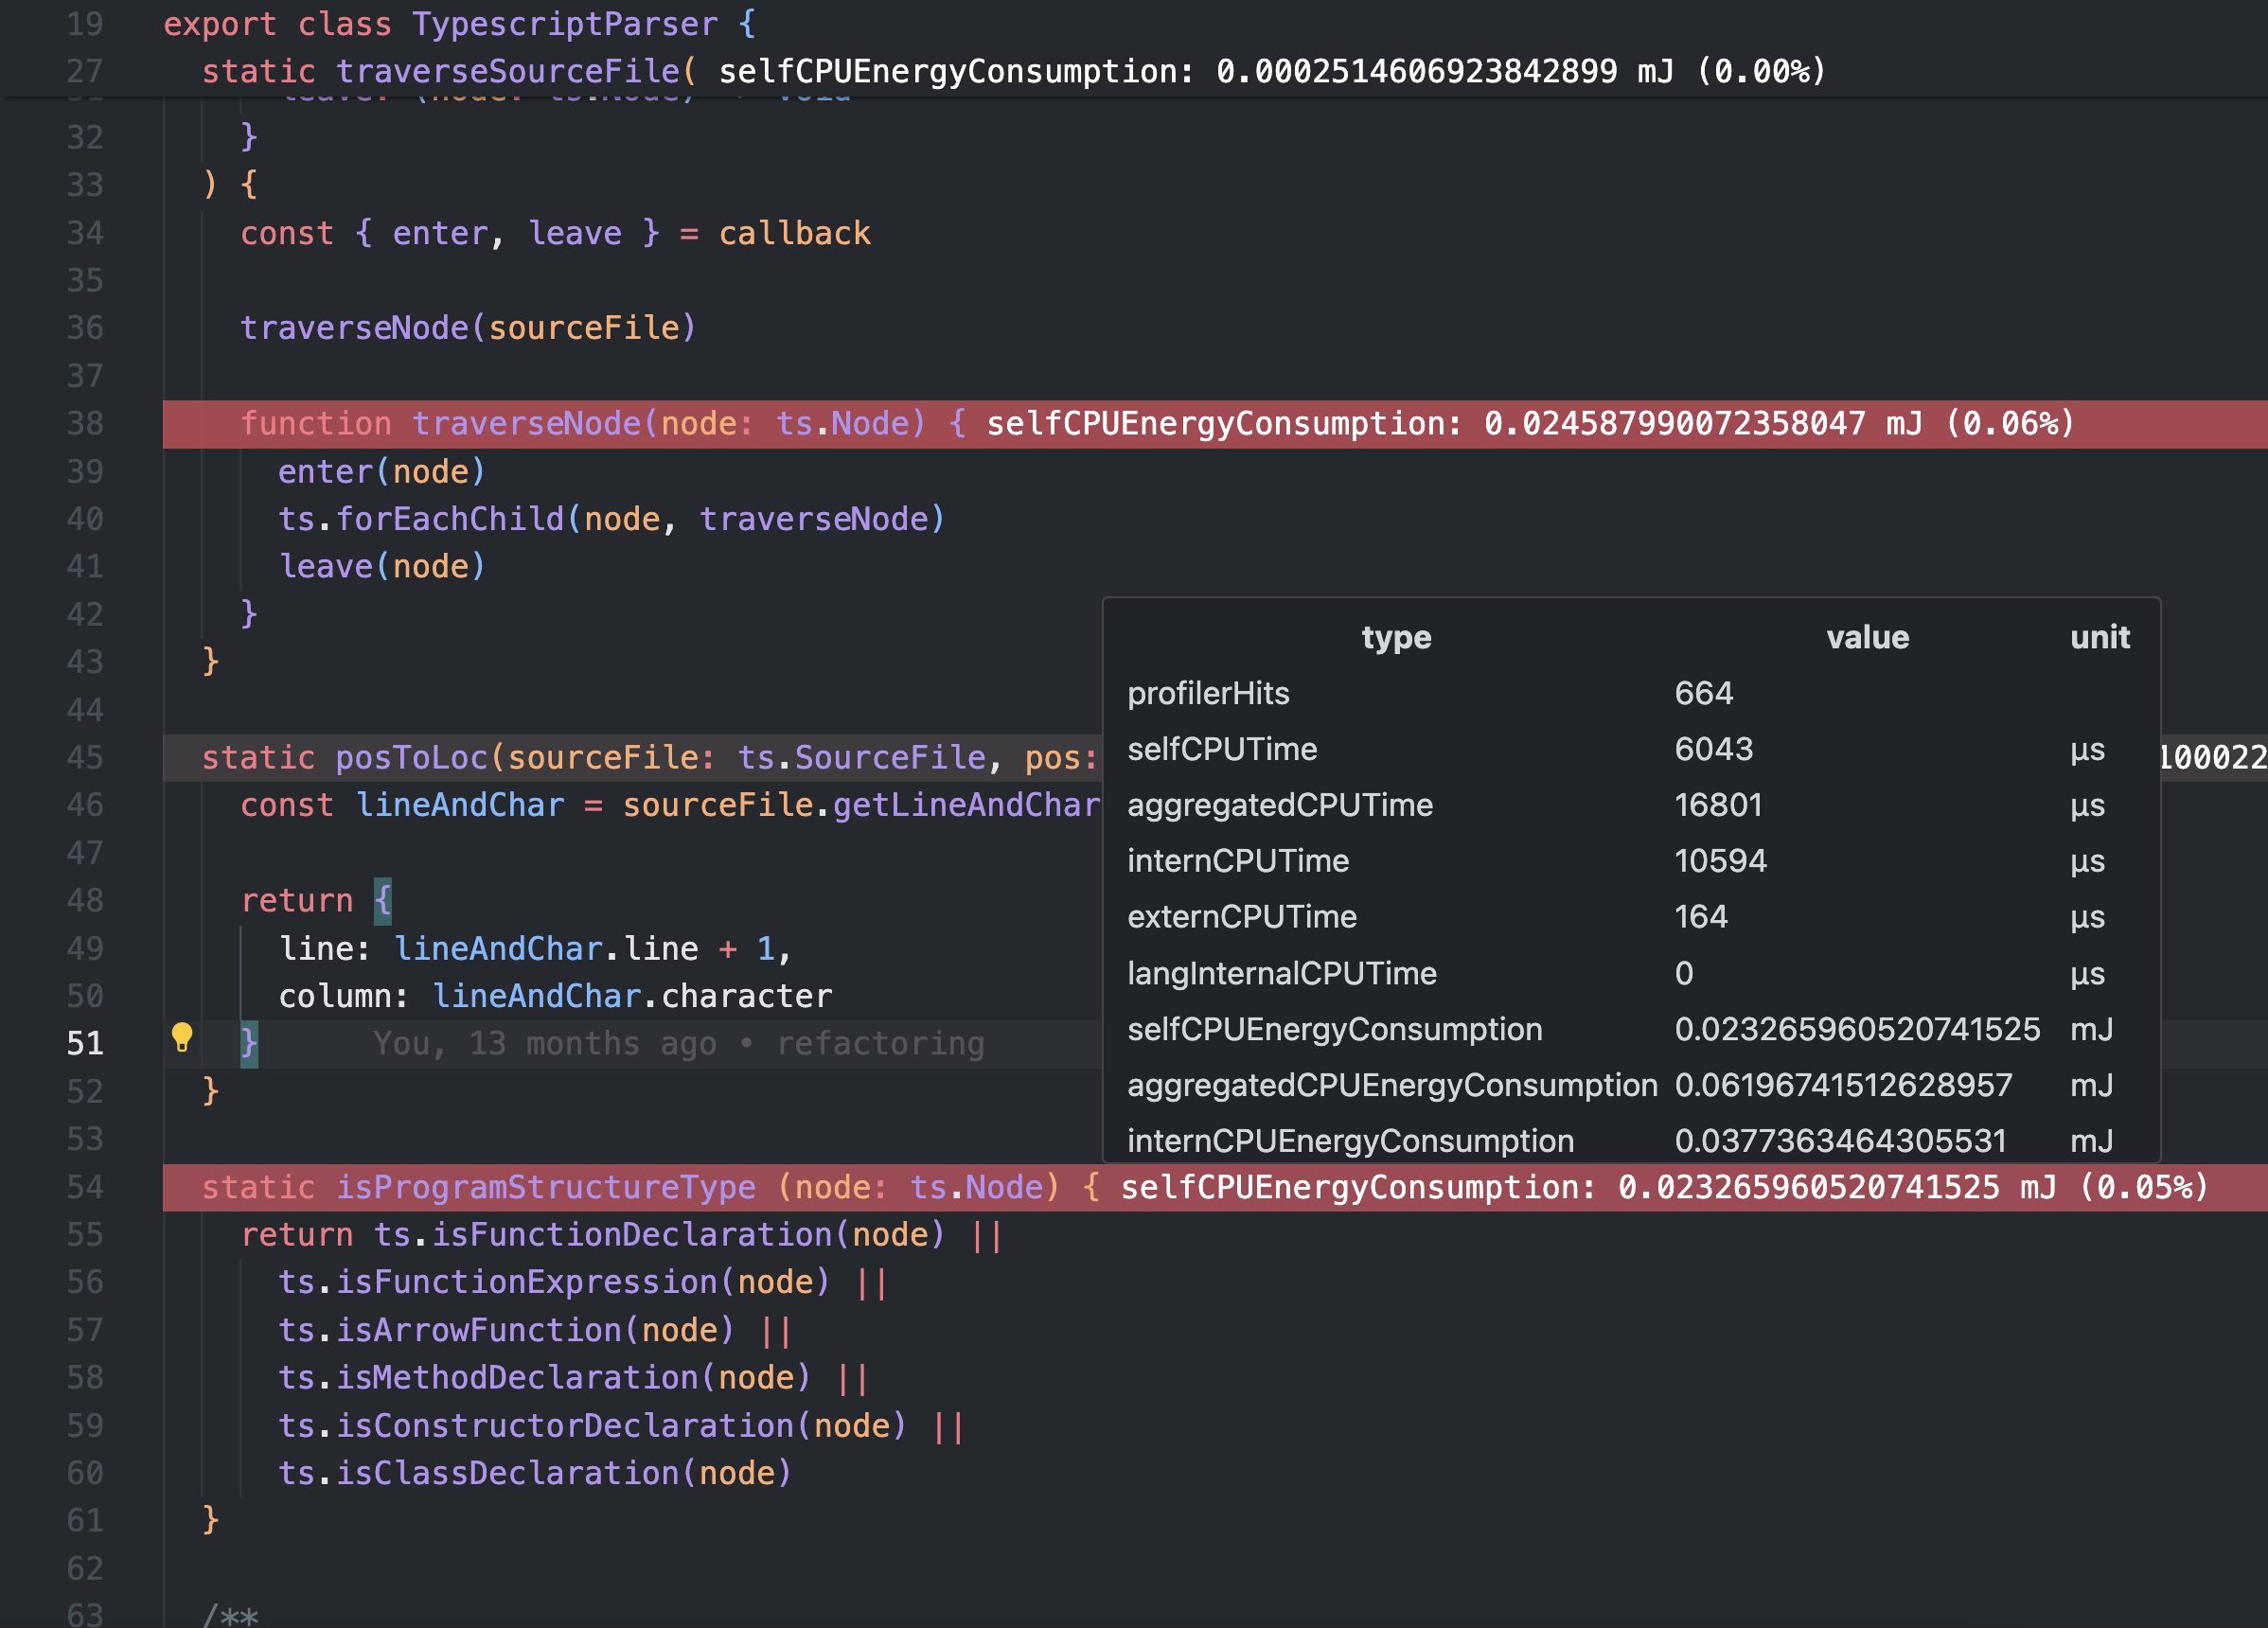 19 export class TypescriptParser {
27 static traverseSourceFile( selfCPUEnergyConsumption: 0.0002514606923842899 mJ (0.00%)
32 }
33 ) {
34 const { enter, leave } = callback
35
36 traverseNode(sourceFile)
37
38 function traverseNode(node: ts.Node) { selfCPUEnergyConsumption: 0.024587990072358047 mJ (0.06%)
39 enter(node)
40 ts.forEachChild(node, traverseNode)
41 leave(node)
42 }
43 }
44
45 static posToLoc(sourceFile: ts.SourceFile, pos: 100022
46 const lineAndChar = sourceFile.getLineAndChar
47
48 return {
49 line: lineAndChar.line + 1,
50 column: lineAndChar.character
51 } You, 13 months ago • refactoring
52 }
53
type value unit
profilerHits 664
selfCPUTime 6043 µs
aggregatedCPUTime 16801 µs
internCPUTime 10594 µs
externCPUTime 164 µs
langInternalCPUTime 0 µs
selfCPUEnergyConsumption 0.023265960520741525 mJ
aggregatedCPUEnergyConsumption 0.06196741512628957 mJ
internCPUEnergyConsumption 0.0377363464305531 mJ
54 static isProgramStructureType (node: ts.Node) { selfCPUEnergyConsumption: 0.023265960520741525 mJ (0.05%)
55 return ts.isFunctionDeclaration(node) ||
56 ts.isFunctionExpression(node) ||
57 ts.isArrowFunction(node) ||
58 ts.isMethodDeclaration(node) ||
59 ts.isConstructorDeclaration(node) ||
60 ts.isClassDeclaration(node)
61 }
62
63 /**